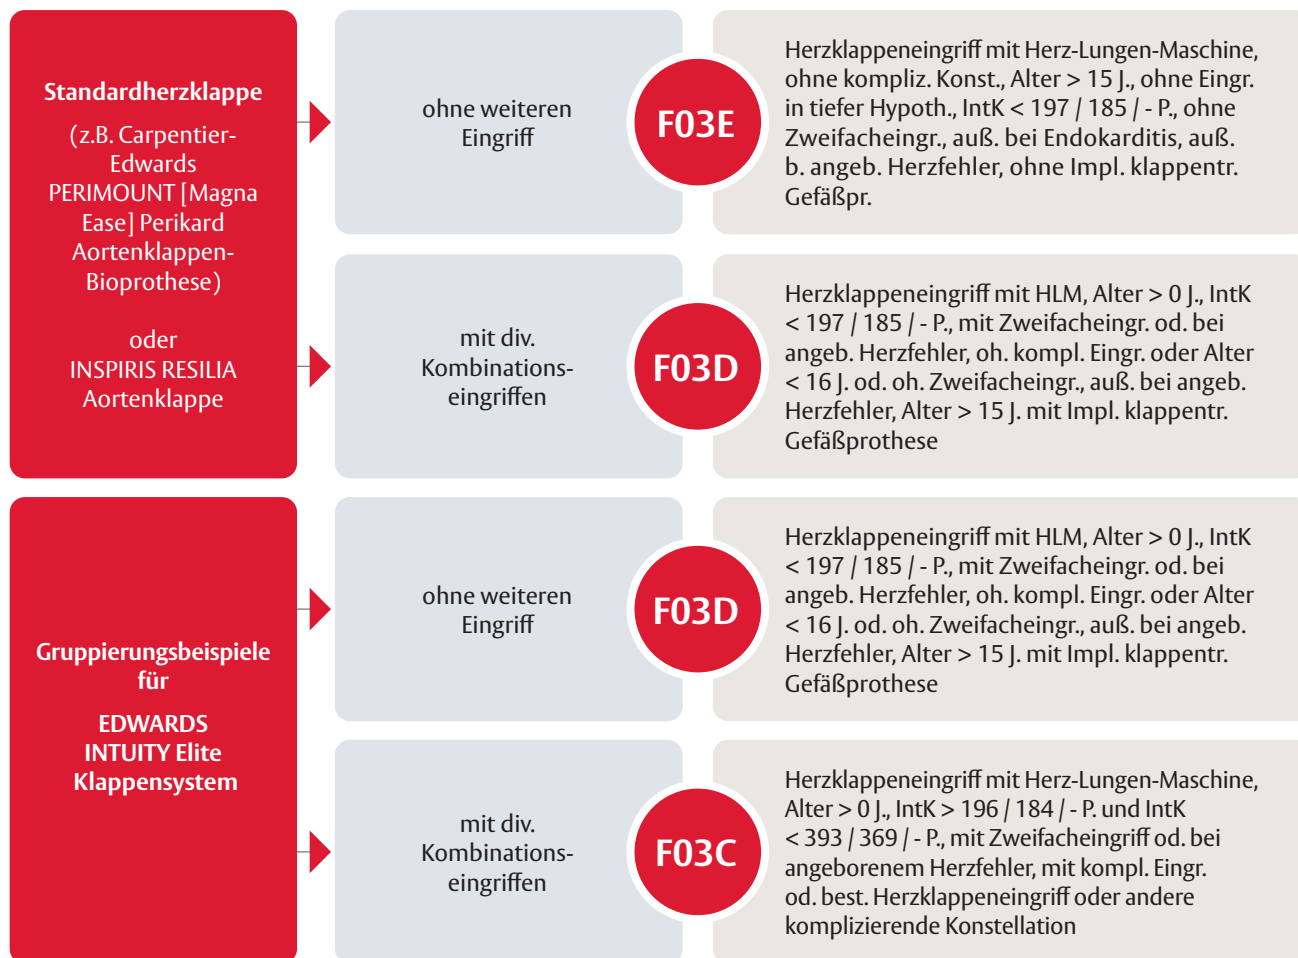 Standardherzklappe
(z.B. Carpentier-
Edwards
PERIMOUNT [Magna
Ease] Perikard
Aortenklappen-
Bioprothese)
oder
INSPIRIS RESILIA
Aortenklappe
ohne weiteren
Eingriff
F03E
Herzklappeneingriff mit Herz-Lungen-Maschine,
ohne kompliz. Konst., Alter > 15 J., ohne Eingr.
in tiefer Hypoth., IntK < 197 / 185 / - P., ohne
Zweifacheingr., auß. bei Endokarditis, auß.
b. angeb. Herzfehler, ohne Impl. klappentr.
Gefäßpr.
mit div.
Kombinations-
eingriffen
F03D
Herzklappeneingriff mit HLM, Alter > 0 J., IntK
< 197 / 185 / - P., mit Zweifacheingr. od. bei
angeb. Herzfehler, oh. kompl. Eingr. oder Alter
< 16 J. od. oh. Zweifacheingr., auß. bei angeb.
Herzfehler, Alter > 15 J. mit Impl. klappentr.
Gefäßprothese
Gruppierungsbeispiele
für
EDWARDS
INTUITY Elite
Klappensystem
ohne weiteren
Eingriff
F03D
Herzklappeneingriff mit HLM, Alter > 0 J., IntK
< 197 / 185 / - P., mit Zweifacheingr. od. bei
angeb. Herzfehler, oh. kompl. Eingr. oder Alter
< 16 J. od. oh. Zweifacheingr., auß. bei angeb.
Herzfehler, Alter > 15 J. mit Impl. klappentr.
Gefäßprothese
mit div.
Kombinations-
eingriffen
F03C
Herzklappeneingriff mit Herz-Lungen-Maschine,
Alter > 0 J., IntK > 196 / 184 / - P. und IntK
< 393 / 369 / - P., mit Zweifacheingriff od. bei
angeborenem Herzfehler, mit kompl. Eingr.
od. best. Herzklappeneingriff oder andere
komplizierende Konstellation